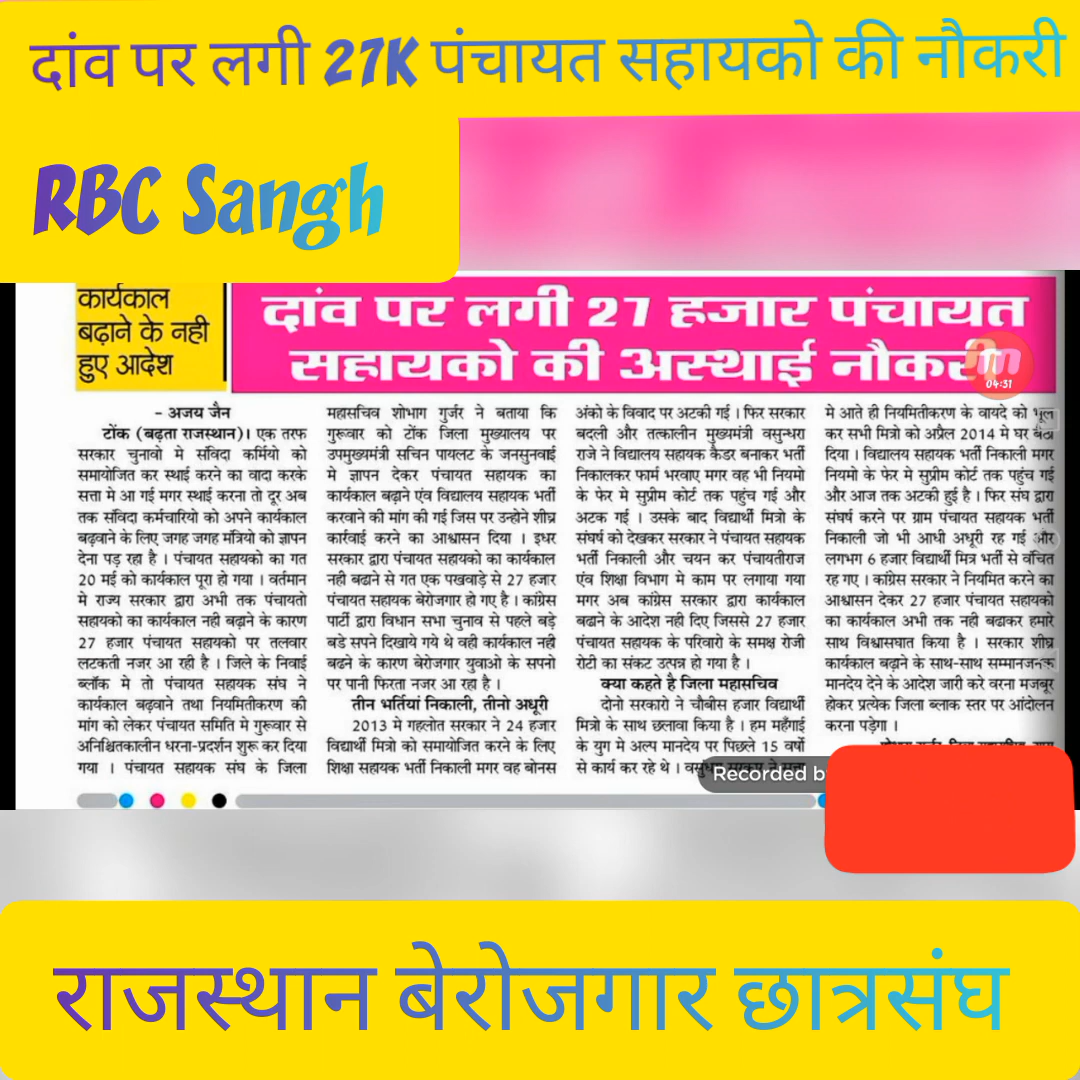 दांव पर लगी 27K पंचायत सहायको की नौकरी
RBC Sangh
कार्यकाल
बढ़ाने के नही
हुए आदेश
दांव पर लगी 27 हजार पंचायत
सहायको की अस्थाई
04:31
– अजय जैन
टोंक (बढ़ता राजस्थान)। एक तरफ
सरकार चुनावो मे संविदा कर्मियो को
समायोजित कर स्थाई करने का वादा करके
सत्ता मे आ गई मगर स्थाई करना तो दूर अब
तक संविदा कर्मचारियो को अपने कार्यकाल
बढ़वाने के लिए जगह जगह मंत्रियो को ज्ञापन
देना पड़ रहा है । पंचायत सहायको का गत
20 मई को कार्यकाल पूरा हो गया । वर्तमान
मे राज्य सरकार द्वारा अभी तक पंचायतो
सहायको का कार्यकाल नही बढ़ाने के कारण
27 हजार पंचायत सहायको पर तलवार
लटकती नजर आ रही है । जिले के निवाई
ब्लॉक मे तो पंचायत सहायक संघ ने
कार्यकाल बढ़वाने तथा नियमितीकरण की
मांग को लेकर पंचायत समिति मे गुरूवार से
अनिश्चितकालीन धरना-प्रदर्शन शुरू कर दिया
गया । पंचायत सहायक संघ के जिला
महासचिव शोभाग गुर्जर ने बताया कि
गुरूवार को टोंक जिला मुख्यालय पर
उपमुख्यमंत्री सचिन पायलट के जनसुनवाई
मे ज्ञापन देकर पंचायत सहायक का
कार्यकाल बढ़ाने एंव विद्यालय सहायक भर्ती
करवाने की मांग की गई जिस पर उन्होने शीघ्र
कार्रवाई करने का आश्वासन दिया । इधर
सरकार द्वारा पंचायत सहायको का कार्यकाल
नही बढाने से गत एक पखवाड़े से 27 हजार
पंचायत सहायक बेरोजगार हो गए है । कांग्रेस
पार्टी द्वारा विधान सभा चुनाव से पहले बड़े
बडे सपने दिखाये गये थे वही कार्यकाल नही
बढने के कारण बेरोजगार युवाओ के सपनो
पर पानी फिरता नजर आ रहा है ।
तीन भर्तियां निकाली, तीनो अधूरी
2013 मे गहलोत सरकार ने 24 हजार
विद्यार्थी मित्रो को समायोजित करने के लिए
शिक्षा सहायक भर्ती निकाली मगर वह बोनस
अंको के विवाद पर अटकी गई । फिर सरकार
बदली और तत्कालीन मुख्यमंत्री वसुन्धरा
राजे ने विद्यालय सहायक कैडर बनाकर भर्ती
निकालकर फार्म भरवाए मगर वह भी नियमो
के फेर मे सुप्रीम कोर्ट तक पहुंच गई और
अटक गई । उसके बाद विद्यार्थी मित्रो के
संघर्ष को देखकर सरकार ने पंचायत सहायक
भर्ती निकाली और चयन कर पंचायतीराज
एंव शिक्षा विभाग मे काम पर लगाया गया
मगर अब कांग्रेस सरकार द्वारा कार्यकाल
बढाने के आदेश नही दिए जिससे 27 हजार
पंचायत सहायक के परिवारो के समक्ष रोजी
रोटी का संकट उत्पन्न हो गया है ।
क्या कहते है जिला महासचिव
दोनो सरकारो ने चौबीस हजार विद्यार्थी
मित्रो के साथ छलावा किया है । हम महँगाई
के युग मे अल्प मानदेय पर पिछले 15 वर्षो
से कार्य कर रहे थे ।
मे आते ही नियमितीकरण के वायदे को भूल
कर सभी मित्रो को अप्रैल 2014 मे घर बैठा
दिया । विद्यालय सहायक भर्ती निकाली मगर
नियमो के फेर मे सुप्रीम कोर्ट तक पहुंच गई
और आज तक अटकी हुई है । फिर संघ द्वारा
संघर्ष करने पर ग्राम पंचायत सहायक भर्ती
निकाली जो भी आधी अधूरी रह गई और
लगभग 6 हजार विद्यार्थी मित्र भर्ती से वंचित
रह गए । कांग्रेस सरकार ने नियमित करने का
आश्वासन देकर 27 हजार पंचायत सहायको
का कार्यकाल अभी तक नही बढाकर हमारे
साथ विश्वासघात किया है । सरकार शीघ्र
कार्यकाल बढ़ाने के साथ-साथ सम्मानजनक
मानदेय देने के आदेश जारी करे वरना मजबूर
होकर प्रत्येक जिला ब्लाक स्तर पर आंदोलन
करना पड़ेगा ।
Recorded
राजस्थान बेरोजगार छात्रसंघ